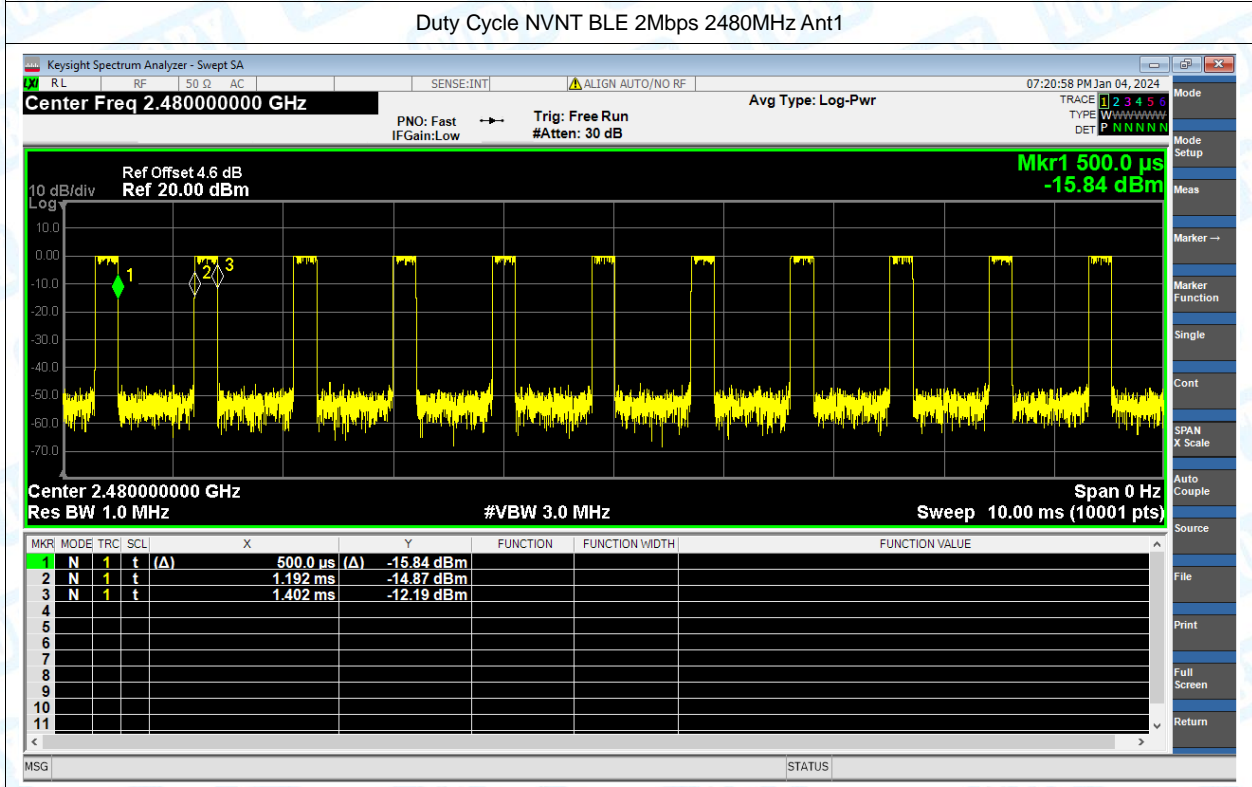 Duty Cycle NVNT BLE 2Mbps 2480MHz Ant1
Keysight Spectrum Analyzer - Swept SA
LXI RL RF 50 Ω AC SENSE:INT ALIGN AUTO/NO RF 07:20:58 PM Jan 04, 2024
Center Freq 2.480000000 GHz
PNO: Fast
IFGain:Low
Trig: Free Run
#Atten: 30 dB
Avg Type: Log-Pwr
TRACE 1 2 3 4 5 6
TYPE WWWWWW
DET P N N N N N
Mkr1 500.0 µs
-15.84 dBm
Ref Offset 4.6 dB
Ref 20.00 dBm
10 dB/div
Log
10.0
0.00
-10.0
-20.0
-30.0
-40.0
-50.0
-60.0
-70.0
1
2
3
Center 2.480000000 GHz Span 0 Hz
Res BW 1.0 MHz #VBW 3.0 MHz Sweep 10.00 ms (10001 pts)
MKR MODE TRC SCL X Y FUNCTION FUNCTION WIDTH FUNCTION VALUE
1 N 1 t (Δ) 500.0 µs (Δ) -15.84 dBm
2 N 1 t 1.192 ms -14.87 dBm
3 N 1 t 1.402 ms -12.19 dBm
4
5
6
7
8
9
10
11
MSG STATUS
Mode
Mode Setup
Meas
Marker →
Marker Function
Single
Cont
SPAN X Scale
Auto Couple
Source
File
Print
Full Screen
Return